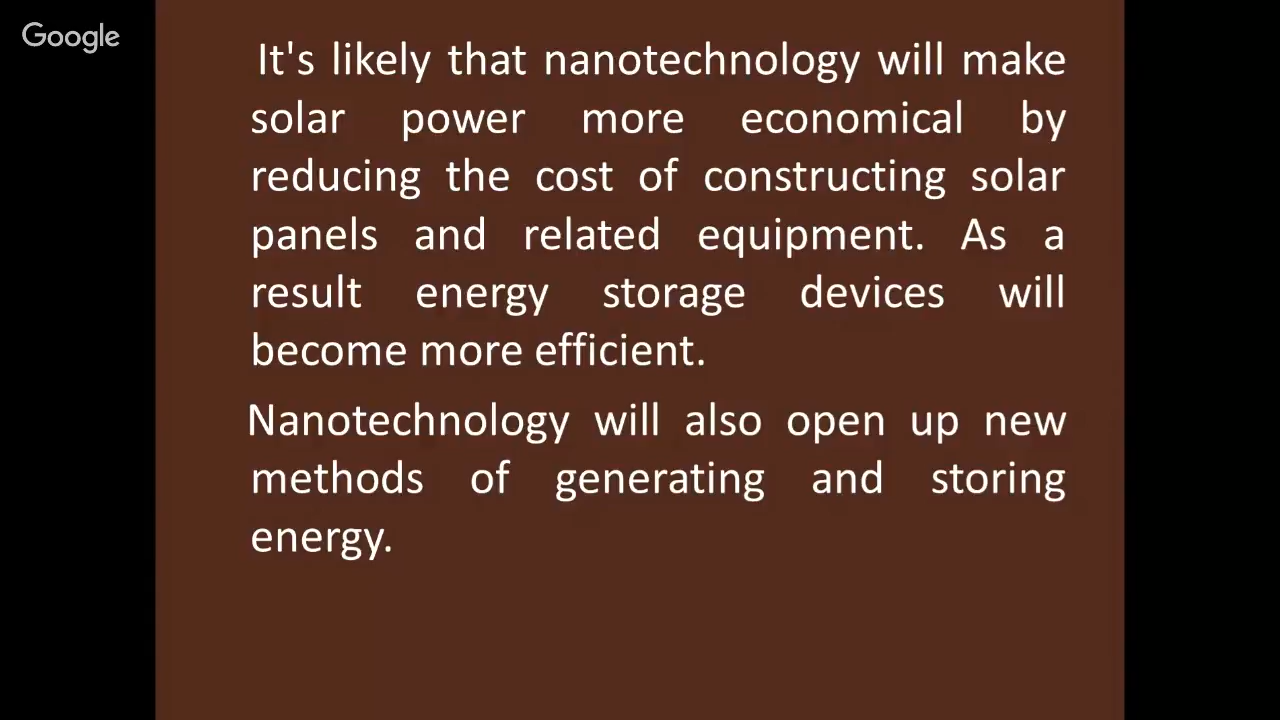 Google
It's likely that nanotechnology will make
solar power more economical by
reducing the cost of constructing solar
panels and related equipment. As a
result energy storage devices will
become more efficient.
Nanotechnology will also open up new
methods of generating and storing
energy.